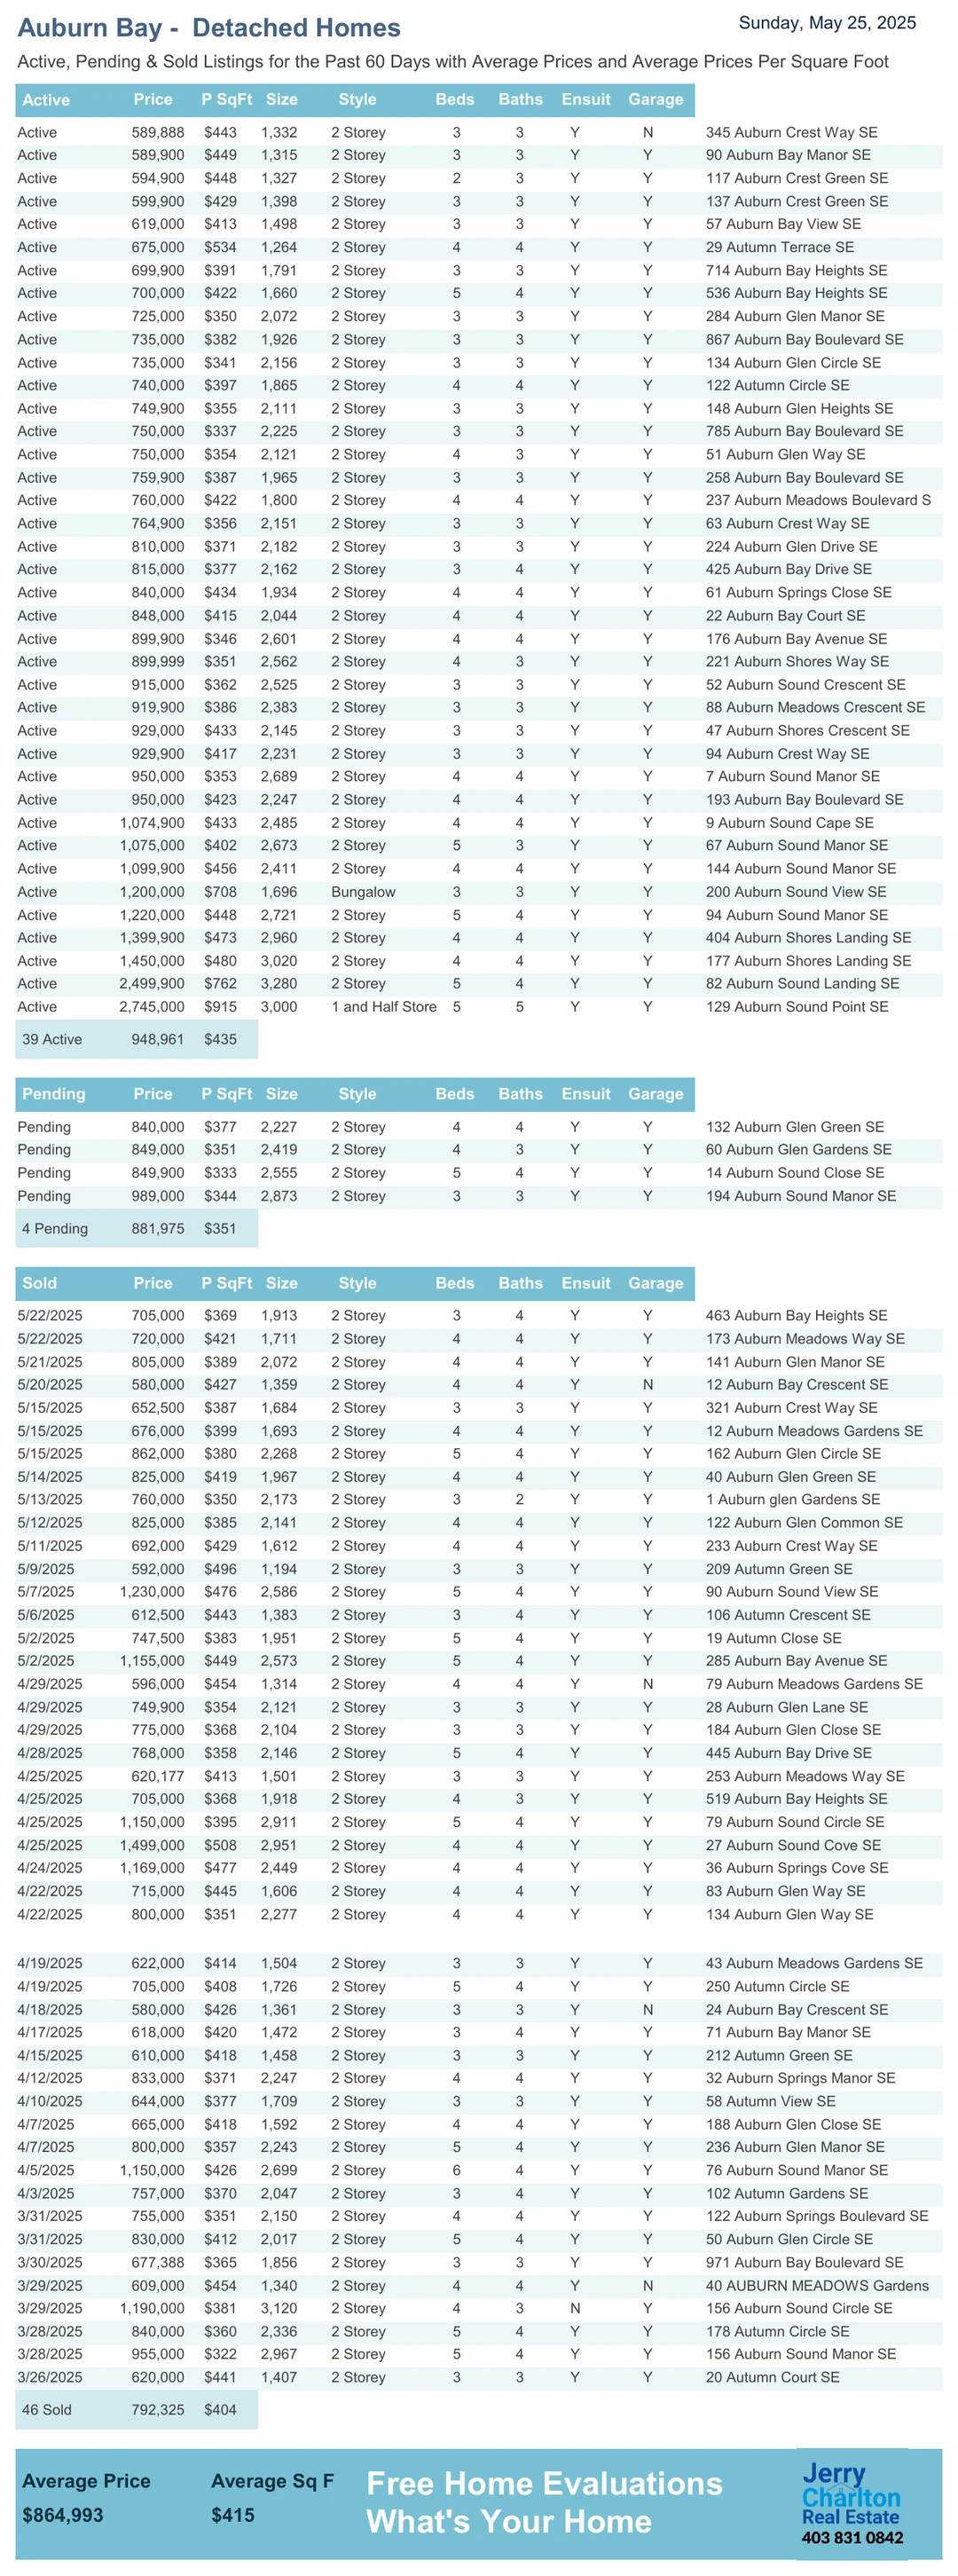 Auburn Bay -  Detached Homes
Sunday, May 25, 2025
Active, Pending & Sold Listings for the Past 60 Days with Average Prices and Average Prices Per Square Foot
Active Price P SqFt Size Style Beds Baths Ensuit Garage
Active 589,888 $443 1,332 2 Storey 3 3 Y N 345 Auburn Crest Way SE
Active 589,900 $449 1,315 2 Storey 3 3 Y Y 90 Auburn Bay Manor SE
Active 594,900 $448 1,327 2 Storey 2 3 Y Y 117 Auburn Crest Green SE
Active 599,900 $429 1,398 2 Storey 3 3 Y Y 137 Auburn Crest Green SE
Active 619,000 $413 1,498 2 Storey 3 3 Y Y 57 Auburn Bay View SE
Active 675,000 $534 1,264 2 Storey 4 4 Y Y 29 Autumn Terrace SE
Active 699,900 $391 1,791 2 Storey 3 3 Y Y 714 Auburn Bay Heights SE
Active 700,000 $422 1,660 2 Storey 5 4 Y Y 536 Auburn Bay Heights SE
Active 725,000 $350 2,072 2 Storey 3 3 Y Y 284 Auburn Glen Manor SE
Active 735,000 $382 1,926 2 Storey 3 3 Y Y 867 Auburn Bay Boulevard SE
Active 735,000 $341 2,156 2 Storey 3 3 Y Y 134 Auburn Glen Circle SE
Active 740,000 $397 1,865 2 Storey 4 4 Y Y 122 Autumn Circle SE
Active 749,900 $355 2,111 2 Storey 3 3 Y Y 148 Auburn Glen Heights SE
Active 750,000 $337 2,225 2 Storey 3 3 Y Y 785 Auburn Bay Boulevard SE
Active 750,000 $354 2,121 2 Storey 4 3 Y Y 51 Auburn Glen Way SE
Active 759,900 $387 1,965 2 Storey 3 3 Y Y 258 Auburn Bay Boulevard SE
Active 760,000 $422 1,800 2 Storey 4 4 Y Y 237 Auburn Meadows Boulevard S
Active 764,900 $356 2,151 2 Storey 3 3 Y Y 63 Auburn Crest Way SE
Active 810,000 $371 2,182 2 Storey 3 3 Y Y 224 Auburn Glen Drive SE
Active 815,000 $377 2,162 2 Storey 3 4 Y Y 425 Auburn Bay Drive SE
Active 840,000 $434 1,934 2 Storey 4 4 Y Y 61 Auburn Springs Close SE
Active 848,000 $415 2,044 2 Storey 4 4 Y Y 22 Auburn Bay Court SE
Active 899,900 $346 2,601 2 Storey 4 4 Y Y 176 Auburn Bay Avenue SE
Active 899,999 $351 2,562 2 Storey 4 3 Y Y 221 Auburn Shores Way SE
Active 915,000 $362 2,525 2 Storey 3 3 Y Y 52 Auburn Sound Crescent SE
Active 919,900 $386 2,383 2 Storey 3 3 Y Y 88 Auburn Meadows Crescent SE
Active 929,000 $433 2,145 2 Storey 3 3 Y Y 47 Auburn Shores Crescent SE
Active 929,900 $417 2,231 2 Storey 3 3 Y Y 94 Auburn Crest Way SE
Active 950,000 $353 2,689 2 Storey 4 4 Y Y 7 Auburn Sound Manor SE
Active 950,000 $423 2,247 2 Storey 4 4 Y Y 193 Auburn Bay Boulevard SE
Active 1,074,900 $433 2,485 2 Storey 4 4 Y Y 9 Auburn Sound Cape SE
Active 1,075,000 $402 2,673 2 Storey 5 3 Y Y 67 Auburn Sound Manor SE
Active 1,099,900 $456 2,411 2 Storey 4 4 Y Y 144 Auburn Sound Manor SE
Active 1,200,000 $708 1,696 Bungalow 3 3 Y Y 200 Auburn Sound View SE
Active 1,220,000 $448 2,721 2 Storey 5 4 Y Y 94 Auburn Sound Manor SE
Active 1,399,900 $473 2,960 2 Storey 4 4 Y Y 404 Auburn Shores Landing SE
Active 1,450,000 $480 3,020 2 Storey 4 4 Y Y 177 Auburn Shores Landing SE
Active 2,499,900 $762 3,280 2 Storey 5 4 Y Y 82 Auburn Sound Landing SE
Active 2,745,000 $915 3,000 1 and Half Store 5 5 Y Y 129 Auburn Sound Point SE
39 Active 948,961 $435
Pending Price P SqFt Size Style Beds Baths Ensuit Garage
Pending 840,000 $377 2,227 2 Storey 4 4 Y Y 132 Auburn Glen Green SE
Pending 849,000 $351 2,419 2 Storey 4 3 Y Y 60 Auburn Glen Gardens SE
Pending 849,900 $333 2,555 2 Storey 5 4 Y Y 14 Auburn Sound Close SE
Pending 989,000 $344 2,873 2 Storey 3 3 Y Y 194 Auburn Sound Manor SE
4 Pending 881,975 $351
Sold Price P SqFt Size Style Beds Baths Ensuit Garage
5/22/2025 705,000 $369 1,913 2 Storey 3 4 Y Y 463 Auburn Bay Heights SE
5/22/2025 720,000 $421 1,711 2 Storey 4 4 Y Y 173 Auburn Meadows Way SE
5/21/2025 805,000 $389 2,072 2 Storey 4 4 Y Y 141 Auburn Glen Manor SE
5/20/2025 580,000 $427 1,359 2 Storey 4 4 Y N 12 Auburn Bay Crescent SE
5/15/2025 652,500 $387 1,684 2 Storey 3 3 Y Y 321 Auburn Crest Way SE
5/15/2025 676,000 $399 1,693 2 Storey 4 4 Y Y 12 Auburn Meadows Gardens SE
5/15/2025 862,000 $380 2,268 2 Storey 5 4 Y Y 162 Auburn Glen Circle SE
5/14/2025 825,000 $419 1,967 2 Storey 4 4 Y Y 40 Auburn Glen Green SE
5/13/2025 760,000 $350 2,173 2 Storey 3 2 Y Y 1 Auburn glen Gardens SE
5/12/2025 825,000 $385 2,141 2 Storey 4 4 Y Y 122 Auburn Glen Common SE
5/11/2025 692,000 $429 1,612 2 Storey 4 4 Y Y 233 Auburn Crest Way SE
5/9/2025 592,000 $496 1,194 2 Storey 3 3 Y Y 209 Autumn Green SE
5/7/2025 1,230,000 $476 2,586 2 Storey 5 4 Y Y 90 Auburn Sound View SE
5/6/2025 612,500 $443 1,383 2 Storey 3 4 Y Y 106 Autumn Crescent SE
5/2/2025 747,500 $383 1,951 2 Storey 5 4 Y Y 19 Autumn Close SE
5/2/2025 1,155,000 $449 2,573 2 Storey 5 4 Y Y 285 Auburn Bay Avenue SE
4/29/2025 596,000 $454 1,314 2 Storey 4 4 Y N 79 Auburn Meadows Gardens SE
4/29/2025 749,900 $354 2,121 2 Storey 3 3 Y Y 28 Auburn Glen Lane SE
4/29/2025 775,000 $368 2,104 2 Storey 3 3 Y Y 184 Auburn Glen Close SE
4/28/2025 768,000 $358 2,146 2 Storey 5 4 Y Y 445 Auburn Bay Drive SE
4/25/2025 620,177 $413 1,501 2 Storey 3 3 Y Y 253 Auburn Meadows Way SE
4/25/2025 705,000 $368 1,918 2 Storey 4 3 Y Y 519 Auburn Bay Heights SE
4/25/2025 1,150,000 $395 2,911 2 Storey 5 4 Y Y 79 Auburn Sound Circle SE
4/25/2025 1,499,000 $508 2,951 2 Storey 4 4 Y Y 27 Auburn Sound Cove SE
4/24/2025 1,169,000 $477 2,449 2 Storey 4 4 Y Y 36 Auburn Springs Cove SE
4/22/2025 715,000 $445 1,606 2 Storey 4 4 Y Y 83 Auburn Glen Way SE
4/22/2025 800,000 $351 2,277 2 Storey 4 4 Y Y 134 Auburn Glen Way SE
4/19/2025 622,000 $414 1,504 2 Storey 3 3 Y Y 43 Auburn Meadows Gardens SE
4/19/2025 705,000 $408 1,726 2 Storey 5 4 Y Y 250 Autumn Circle SE
4/18/2025 580,000 $426 1,361 2 Storey 3 3 Y N 24 Auburn Bay Crescent SE
4/17/2025 618,000 $420 1,472 2 Storey 3 4 Y Y 71 Auburn Bay Manor SE
4/15/2025 610,000 $418 1,458 2 Storey 3 3 Y Y 212 Autumn Green SE
4/12/2025 833,000 $371 2,247 2 Storey 4 4 Y Y 32 Auburn Springs Manor SE
4/10/2025 644,000 $377 1,709 2 Storey 3 3 Y Y 58 Autumn View SE
4/7/2025 665,000 $418 1,592 2 Storey 4 4 Y Y 188 Auburn Glen Close SE
4/7/2025 800,000 $357 2,243 2 Storey 5 4 Y Y 236 Auburn Glen Manor SE
4/5/2025 1,150,000 $426 2,699 2 Storey 6 4 Y Y 76 Auburn Sound Manor SE
4/3/2025 757,000 $370 2,047 2 Storey 3 4 Y Y 102 Autumn Gardens SE
3/31/2025 755,000 $351 2,150 2 Storey 4 4 Y Y 122 Auburn Springs Boulevard SE
3/31/2025 830,000 $412 2,017 2 Storey 5 4 Y Y 50 Auburn Glen Circle SE
3/30/2025 677,388 $365 1,856 2 Storey 3 3 Y Y 971 Auburn Bay Boulevard SE
3/29/2025 609,000 $454 1,340 2 Storey 4 4 Y N 40 AUBURN MEADOWS Gardens
3/29/2025 1,190,000 $381 3,120 2 Storey 4 3 N Y 156 Auburn Sound Circle SE
3/28/2025 840,000 $360 2,336 2 Storey 5 4 Y Y 178 Autumn Circle SE
3/28/2025 955,000 $322 2,967 2 Storey 5 4 Y Y 156 Auburn Sound Manor SE
3/26/2025 620,000 $441 1,407 2 Storey 3 3 Y Y 20 Autumn Court SE
46 Sold 792,325 $404
Average Price Average Sq F
$864,993 $415
Free Home Evaluations
What's Your Home
Jerry
Charlton
Real Estate
403 831 0842